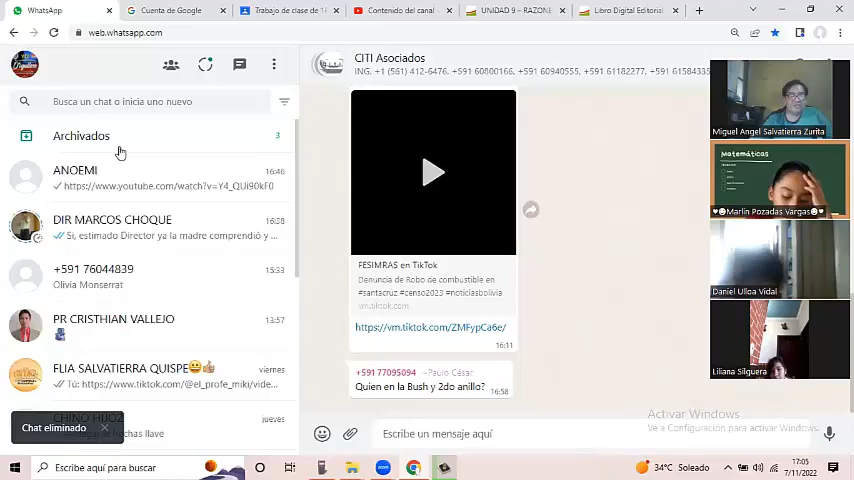 WhatsApp
Cuenta de Google
Trabajo de clase de "1
Contenido del canal
UNIDAD 9 – RAZONE
Libro Digital Editorial
web.whatsapp.com
Busca un chat o inicia uno nuevo
Archivados
3
ANOEMI
16:46
https://www.youtube.com/watch?v=Y4_QUi90kF0
DIR MARCOS CHOQUE
16:38
Si, estimado Director ya la madre comprendió y ...
+591 76044839
15:33
Olivia Monserrat
PR CRISTHIAN VALLEJO
13:57
FLIA SALVATIERRA QUISPE😀👍
viernes
Tú: https://www.tiktok.com/@el_profe_miki/vide...
CHINO HIJO2
jueves
has llave
Chat eliminado
CITI Asociados
ING. +1 (561) 412-6476, +591 60800166, +591 60940555, +591 61182277, +591 6158433
FESIMRAS en TikTok
Denuncia de Robo de combustible en
#santacruz #censo2023 #noticiasbolivia
vm.tiktok.com
https://vm.tiktok.com/ZMFypCa6e/
16:11
+591 77095094
~Paulo César
Quien en la Bush y 2do anillo?
16:58
Escribe un mensaje aquí
Activar Windows
Ve a Configuración para activar Windows.
Miguel Angel Salvatierra Zurita
Matemáticas
♥☺Marlin Pozadas Vargas☺♥
Daniel Ulloa Vidal
Liliana Silguera
Escribe aquí para buscar
34°C Soleado
17:05
7/11/2022